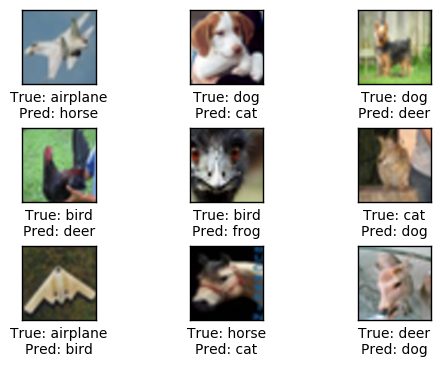 True: airplane
Pred: horse
True: dog
Pred: cat
True: dog
Pred: deer
True: bird
Pred: deer
True: bird
Pred: frog
True: cat
Pred: dog
True: airplane
Pred: bird
True: horse
Pred: cat
True: deer
Pred: dog